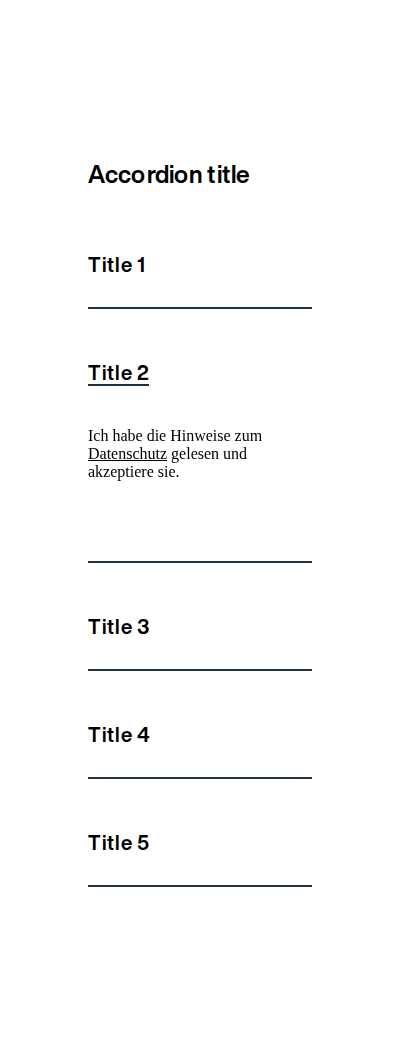 Accordion title
Title 1
Title 2
Ich habe die Hinweise zum
Datenschutz gelesen und
akzeptiere sie.
Title 3
Title 4
Title 5